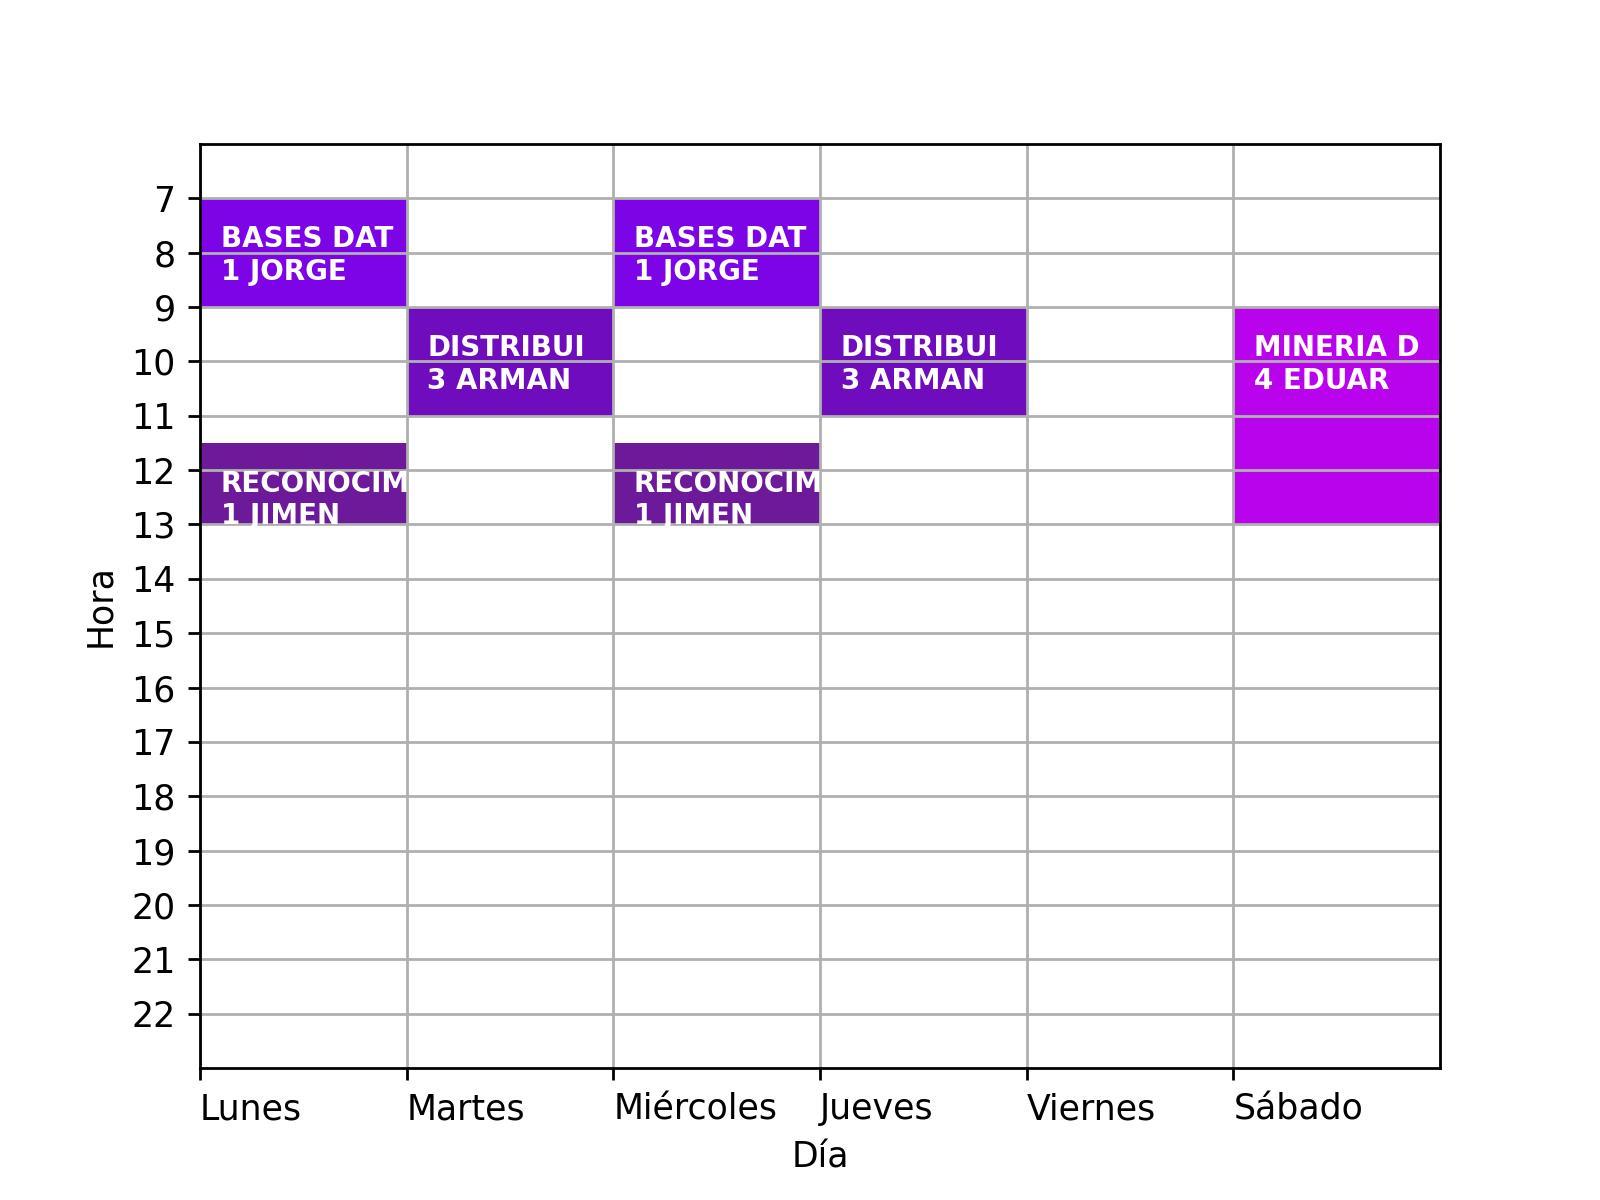 7
BASES DAT
1 JORGE
BASES DAT
1 JORGE
8
9
DISTRIBUI
3 ARMAN
DISTRIBUI
3 ARMAN
MINERIA D
4 EDUAR
10
11
12
RECONOCIM
1 JIMEN
RECONOCIM
1 JIMEN
13
14
15
16
17
18
19
20
21
22
Hora
Lunes Martes Miércoles Jueves Viernes Sábado
Día